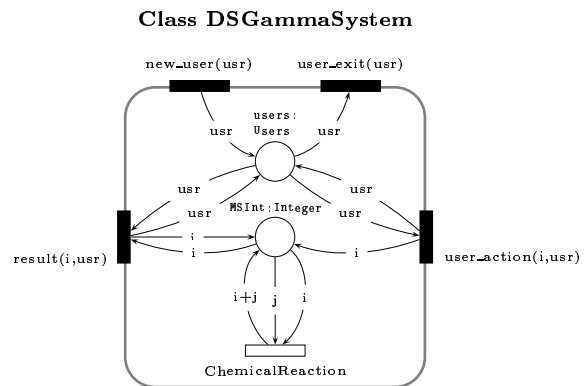 Class DSGammaSystem
new_user(usr)
user_exit(usr)
users:
Users
usr
usr
usr
usr
usr
usr
MSInt:Integer
i
i
i
result(i,usr)
user_action(i,usr)
i+j
j
i
ChemicalReaction